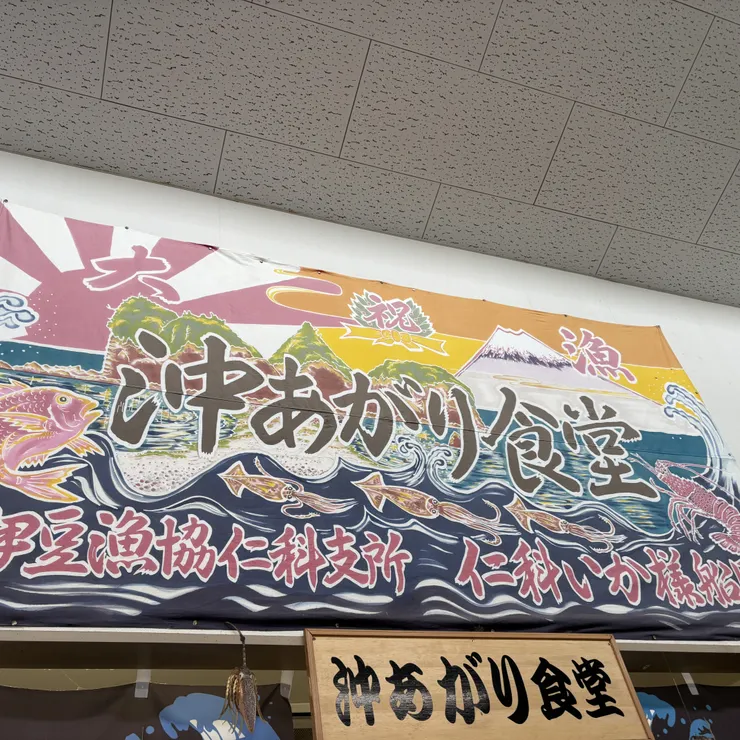 大 祝 漁
沖あがり食堂
伊豆漁協仁科支所 仁科いか様船
沖あがり食堂